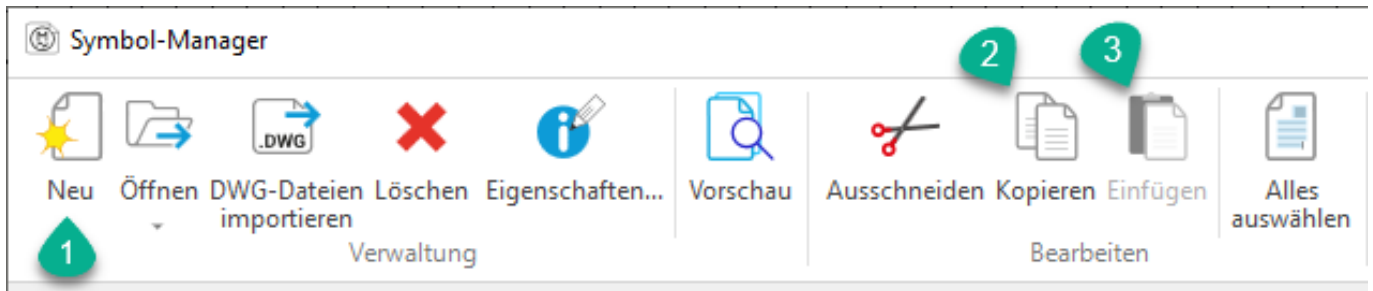 Symbol-Manager
2
3
.DWG
Neu
Öffnen
DWG-Dateien
importieren
Löschen
Eigenschaften...
Vorschau
Ausschneiden
Kopieren
Einfügen
Alles
auswählen
1
Verwaltung
Bearbeiten